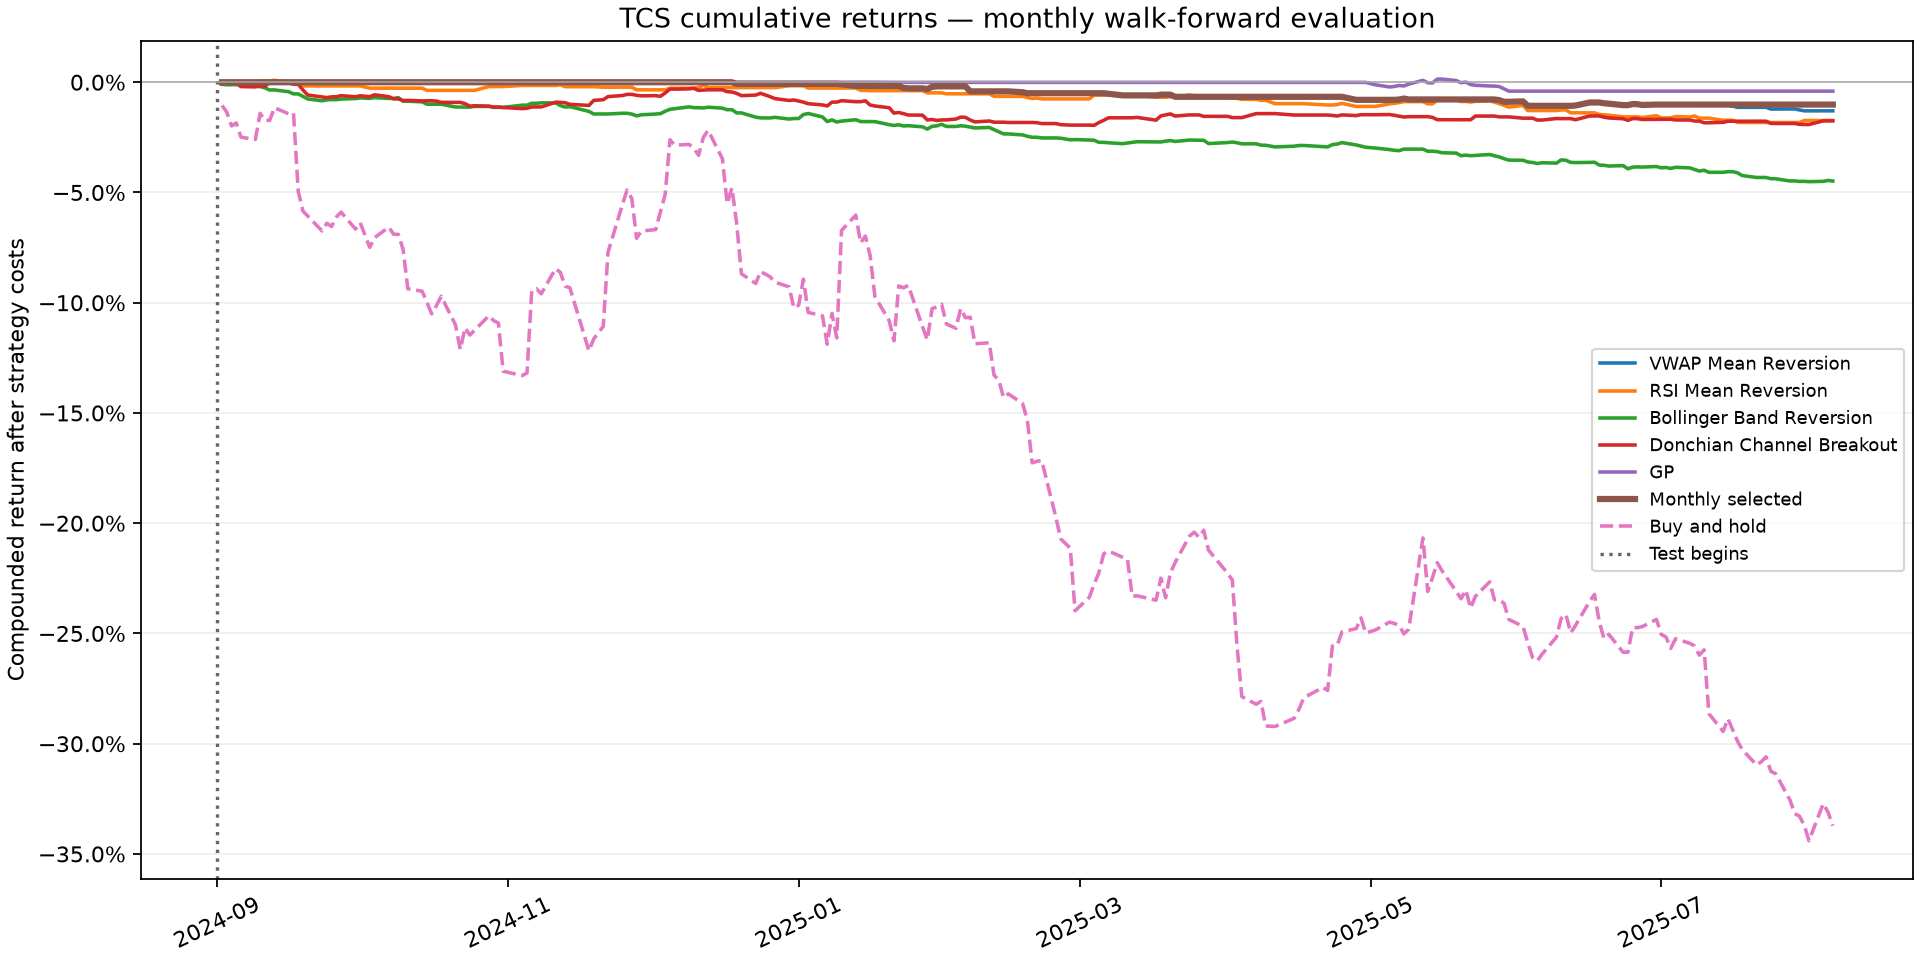 TCS cumulative returns — monthly walk-forward evaluation
Compounded return after strategy costs
0.0%
−5.0%
−10.0%
−15.0%
−20.0%
−25.0%
−30.0%
−35.0%
VWAP Mean Reversion
RSI Mean Reversion
Bollinger Band Reversion
Donchian Channel Breakout
GP
Monthly selected
Buy and hold
Test begins
2024-09
2024-11
2025-01
2025-03
2025-05
2025-07